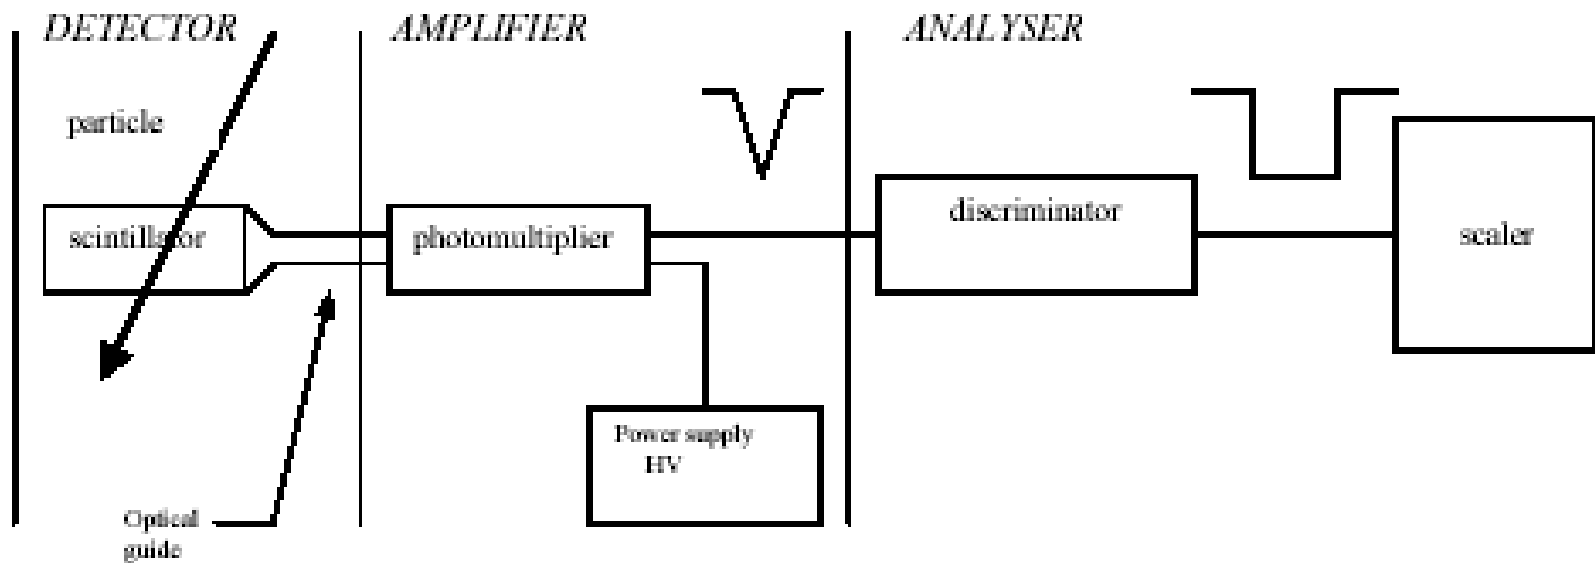 DETECTOR
AMPLIFIER
ANALYSER
particle
scintillator
photomultiplier
discriminator
scaler
Power supply
HV
Optical
guide